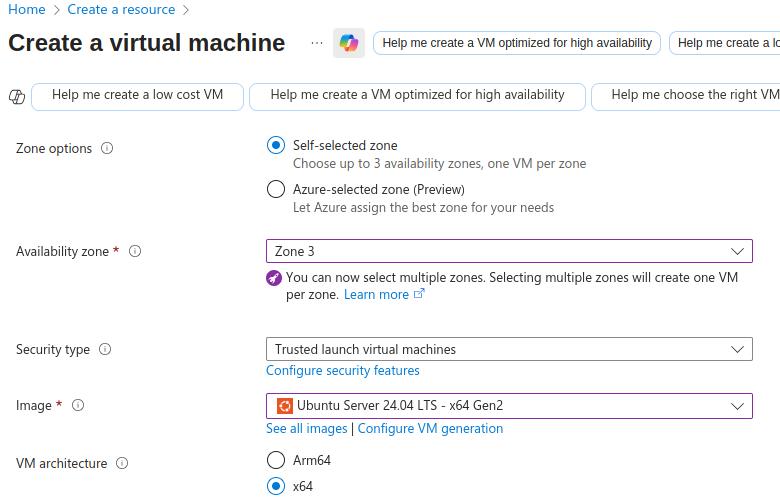 Home > Create a resource >
Create a virtual machine ... Help me create a VM optimized for high availability Help me create a lo
Help me create a low cost VM Help me create a VM optimized for high availability Help me choose the right VM
Zone options Self-selected zone
Choose up to 3 availability zones, one VM per zone
Azure-selected zone (Preview)
Let Azure assign the best zone for your needs
Availability zone * Zone 3
You can now select multiple zones. Selecting multiple zones will create one VM
per zone. Learn more
Security type Trusted launch virtual machines
Configure security features
Image * Ubuntu Server 24.04 LTS - x64 Gen2
See all images | Configure VM generation
VM architecture Arm64
x64